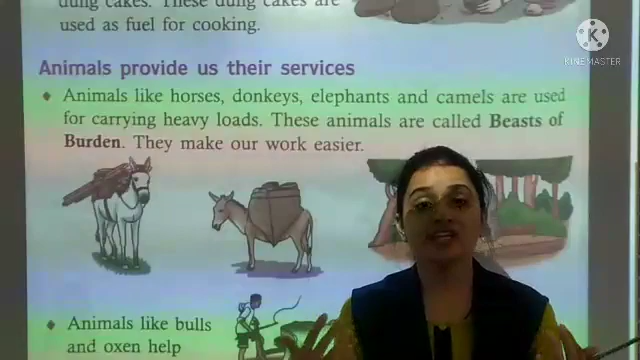 dung cakes. These dung cakes are
used as fuel for cooking.
K
KINEMASTER
Animals provide us their services
Animals like horses, donkeys, elephants and camels are used
for carrying heavy loads. These animals are called Beasts of
Burden. They make our work easier.
Animals like bulls
and oxen help